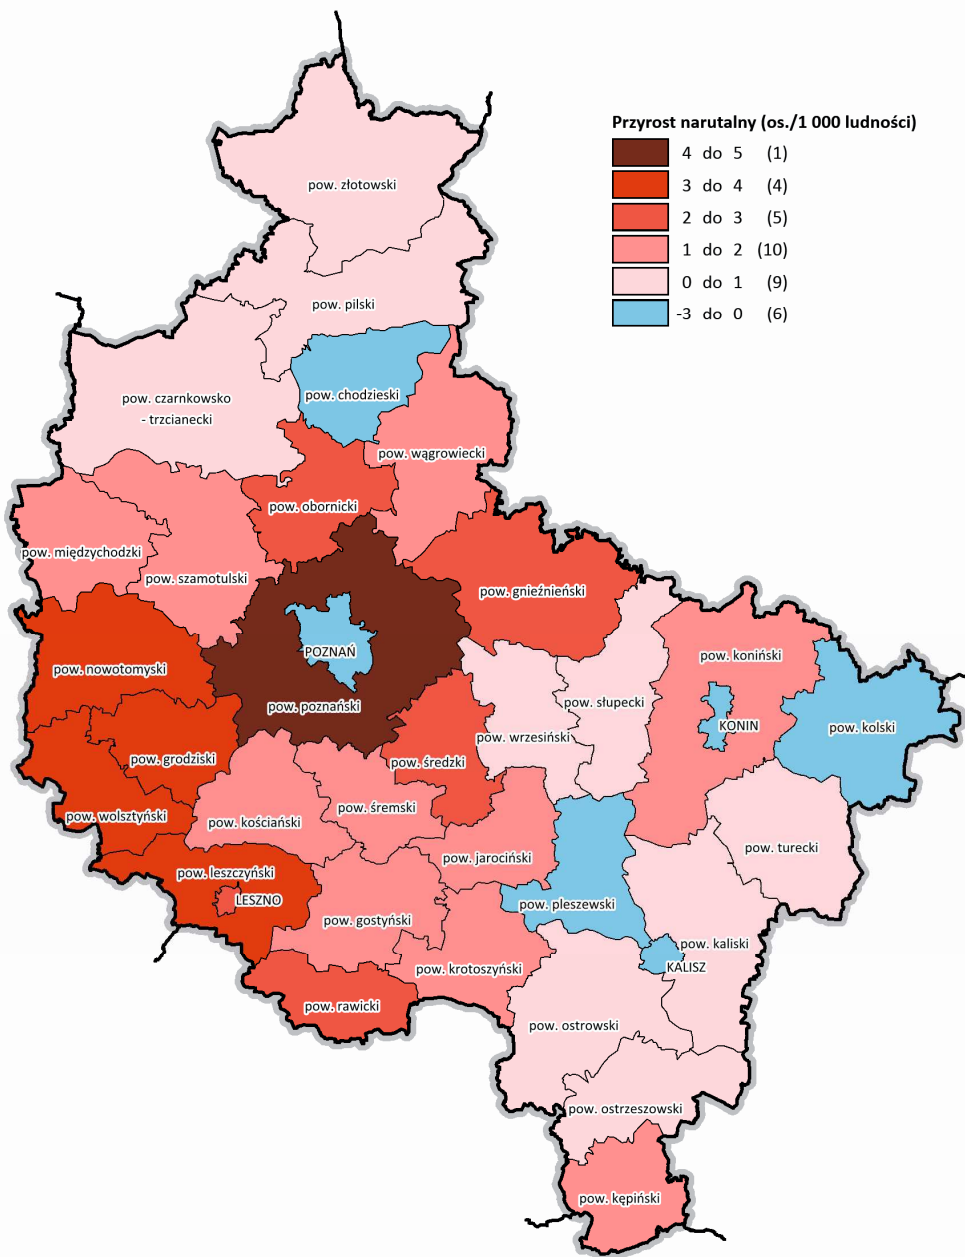 Przyrost narutalny (os./1 000 ludności)
4 do 5 (1)
3 do 4 (4)
2 do 3 (5)
1 do 2 (10)
0 do 1 (9)
-3 do 0 (6)
pow. złotowski
pow. pilski
pow. czarnkowsko
- trzcianecki
pow. chodzieski
pow. wągrowiecki
pow. obornicki
pow. międzychodzki
pow. szamotulski
pow. gnieźnieński
POZNAŃ
pow. koniński
pow. nowotomyski
pow. poznański
pow. słupecki
KONIN
pow. kolski
pow. wrzesiński
pow. grodziski
pow. średzki
pow. śremski
pow. wolsztyński
pow. kościański
pow. turecki
pow. jarociński
pow. leszczyński
LESZNO
pow. pleszewski
pow. gostyński
pow. kaliski
KALISZ
pow. krotoszyński
pow. rawicki
pow. ostrowski
pow. ostrzeszowski
pow. kępiński